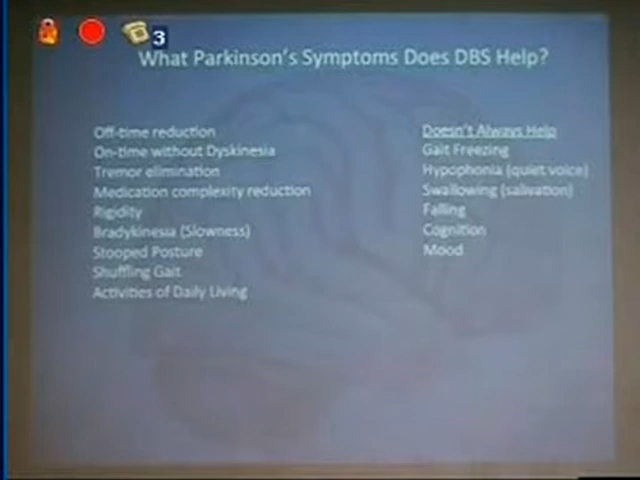 3
What Parkinson's Symptoms Does DBS Help?
Off-time reduction
On-time without Dyskinesia
Tremor elimination
Medication complexity reduction
Rigidity
Bradykinesia (Slowness)
Stooped Posture
Shuffling Gait
Activities of Daily Living
Doesn't Always Help
Gait Freezing
Hypophonia (quiet voice)
Swallowing (salivation)
Falling
Cognition
Mood